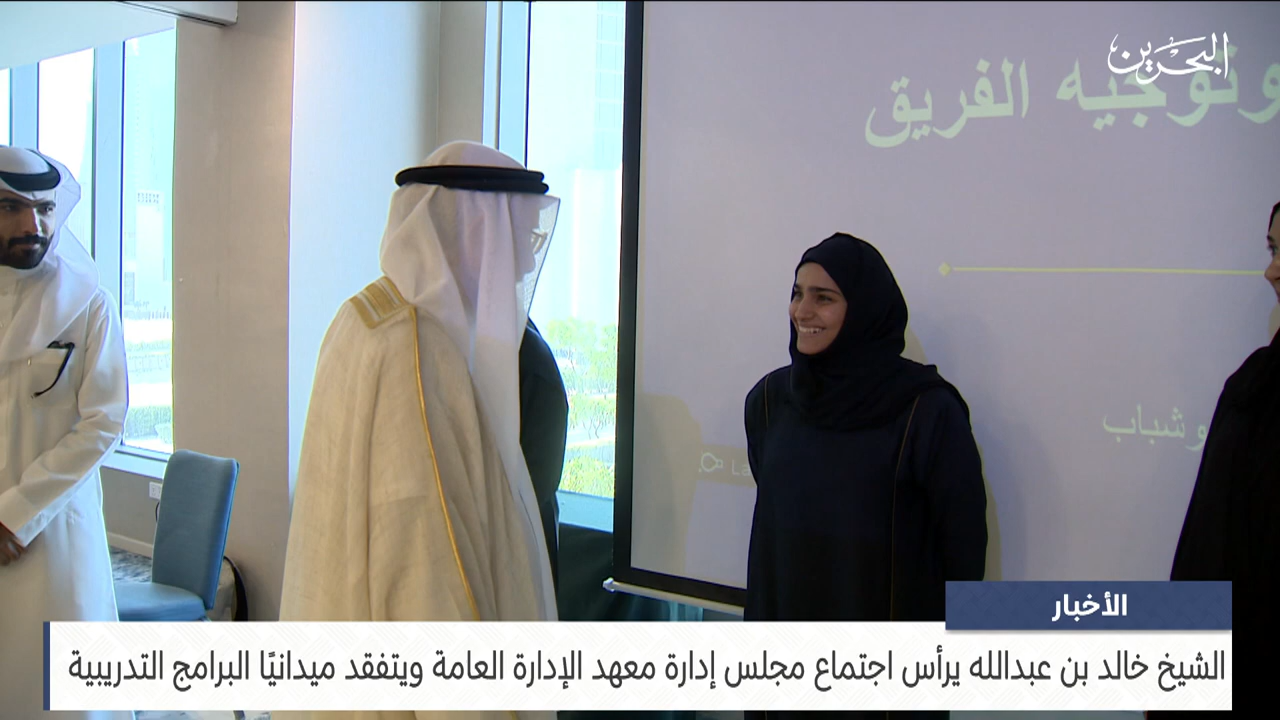 البحرين
وتوجيه الفريق
وشباب
الأخبار
الشيخ خالد بن عبدالله يرأس اجتماع مجلس إدارة معهد الإدارة العامة ويتفقد ميدانيًا البرامج التدريبية